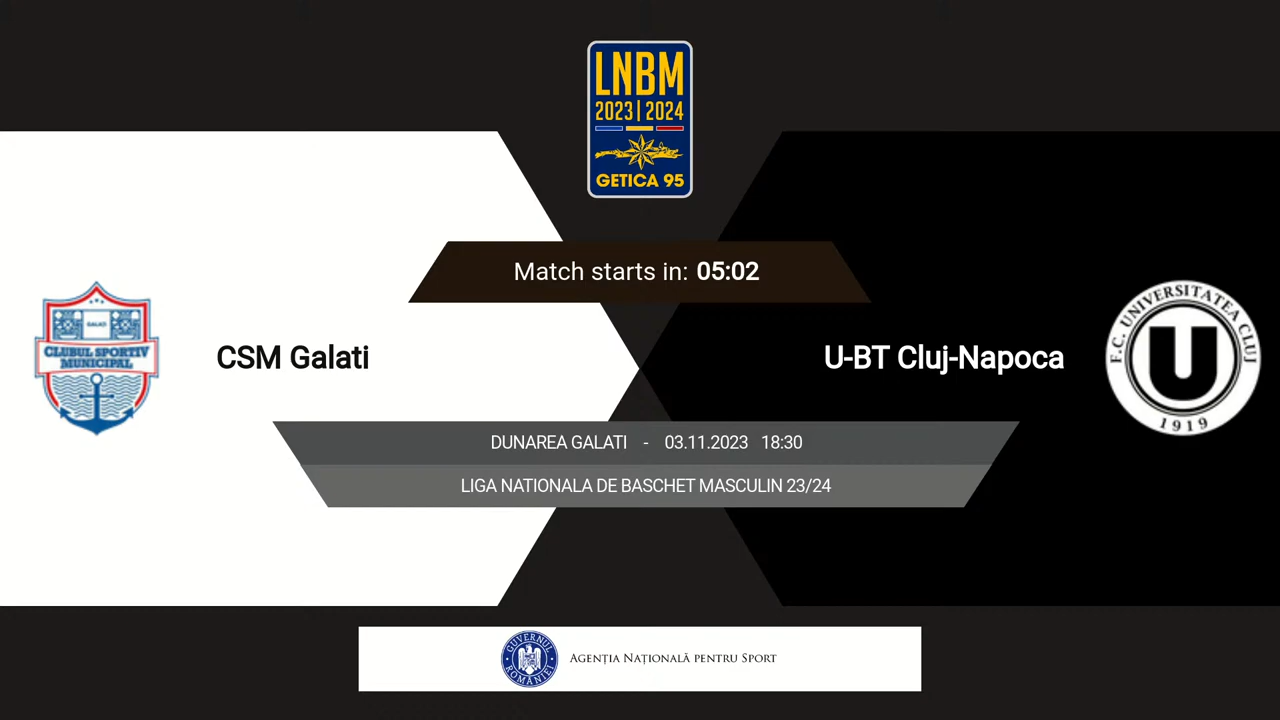 LNBM
2023|2024
GETICA 95
Match starts in: 05:02
GALATI
CLUBUL SPORTIV
MUNICIPAL
CSM Galati
U-BT Cluj-Napoca
F.C. UNIVERSITATEA CLUJ
U
1919
DUNAREA GALATI - 03.11.2023 18:30
LIGA NATIONALA DE BASCHET MASCULIN 23/24
GUVERNUL
ROMÂNIEI
AGENȚIA NAȚIONALĂ PENTRU SPORT